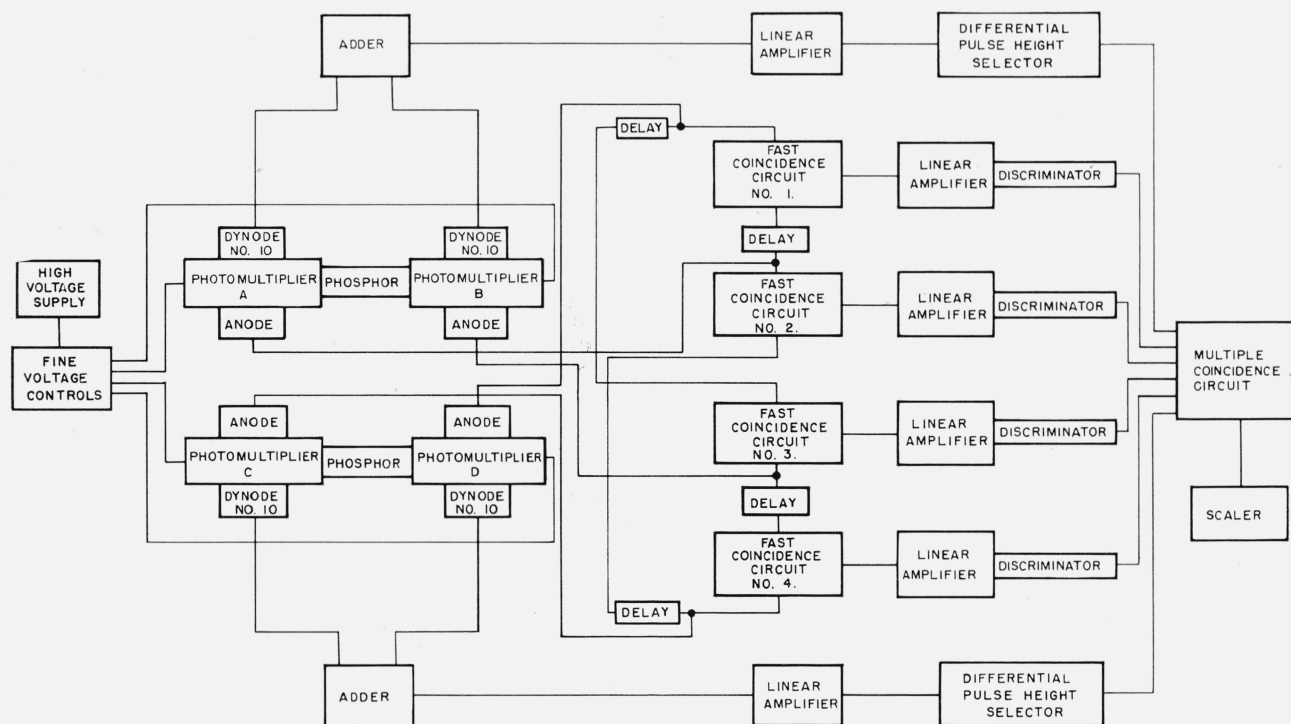 ADDER
LINEAR
AMPLIFIER
DIFFERENTIAL
PULSE HEIGHT
SELECTOR
DELAY
FAST
COINCIDENCE
CIRCUIT
NO. 1.
LINEAR
AMPLIFIER
DISCRIMINATOR
DELAY
DYNODE
NO. 10
DYNODE
NO. 10
HIGH
VOLTAGE
SUPPLY
PHOTOMULTIPLIER
A
PHOSPHOR
PHOTOMULTIPLIER
B
ANODE
ANODE
FAST
COINCIDENCE
CIRCUIT
NO. 2.
LINEAR
AMPLIFIER
DISCRIMINATOR
FINE
VOLTAGE
CONTROLS
MULTIPLE
COINCIDENCE
CIRCUIT
ANODE
ANODE
FAST
COINCIDENCE
CIRCUIT
NO. 3.
LINEAR
AMPLIFIER
DISCRIMINATOR
PHOTOMULTIPLIER
C
PHOSPHOR
PHOTOMULTIPLIER
D
DYNODE
NO. 10
DYNODE
NO. 10
DELAY
SCALER
FAST
COINCIDENCE
CIRCUIT
NO. 4.
LINEAR
AMPLIFIER
DISCRIMINATOR
DELAY
ADDER
LINEAR
AMPLIFIER
DIFFERENTIAL
PULSE HEIGHT
SELECTOR